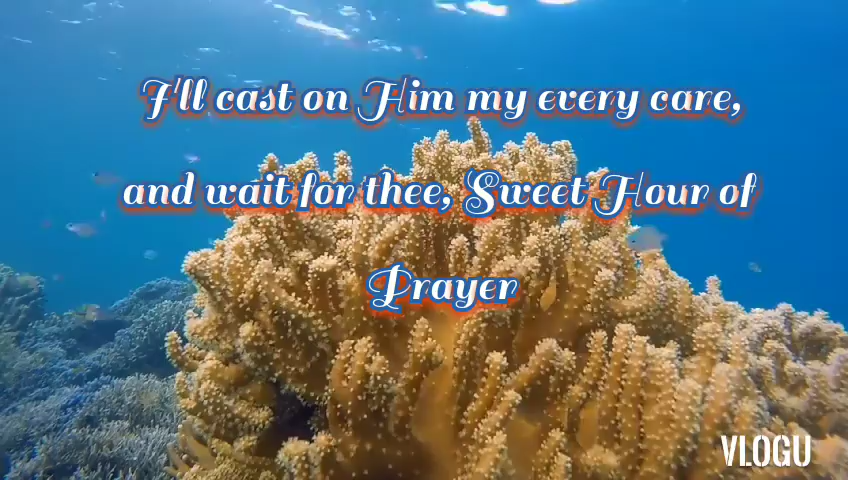 I'll cast on Him my every care,
and wait for thee, Sweet Hour of
Prayer
VLOGU